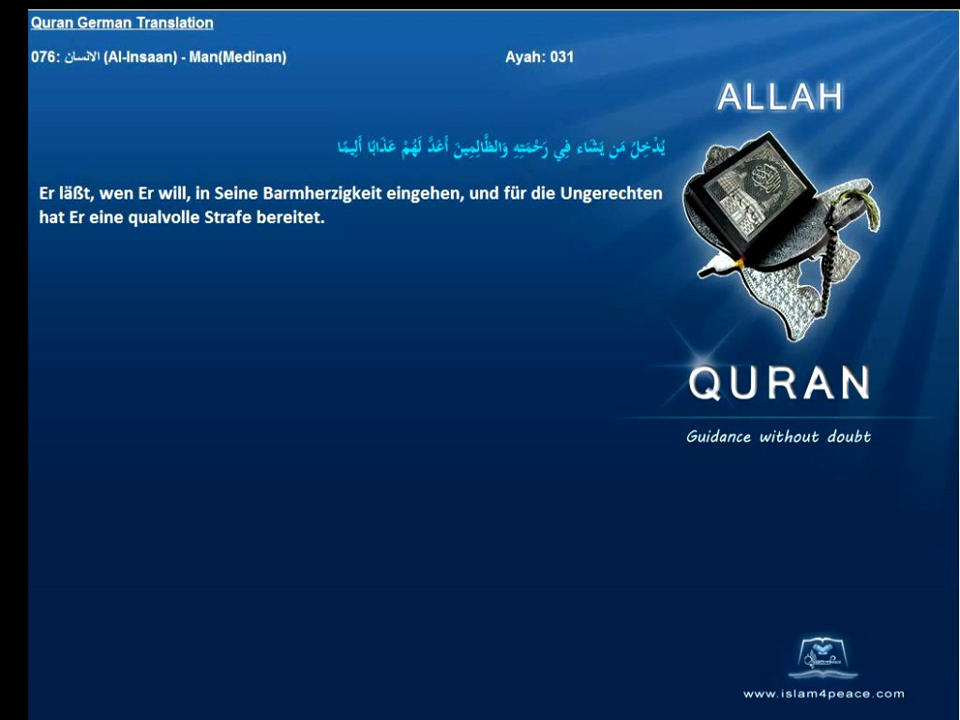 Quran German Translation
076: الانسان (Al-Insaan) - Man(Medinan) Ayah: 031
ALLAH
يُدْخِلُ مَن يَشَاء فِي رَحْمَتِهِ وَالظَّالِمِينَ أَعَدَّ لَهُمْ عَذَابًا أَلِيمًا
Er läßt, wen Er will, in Seine Barmherzigkeit eingehen, und für die Ungerechten
hat Er eine qualvolle Strafe bereitet.
QURAN
Guidance without doubt
www.islam4peace.com